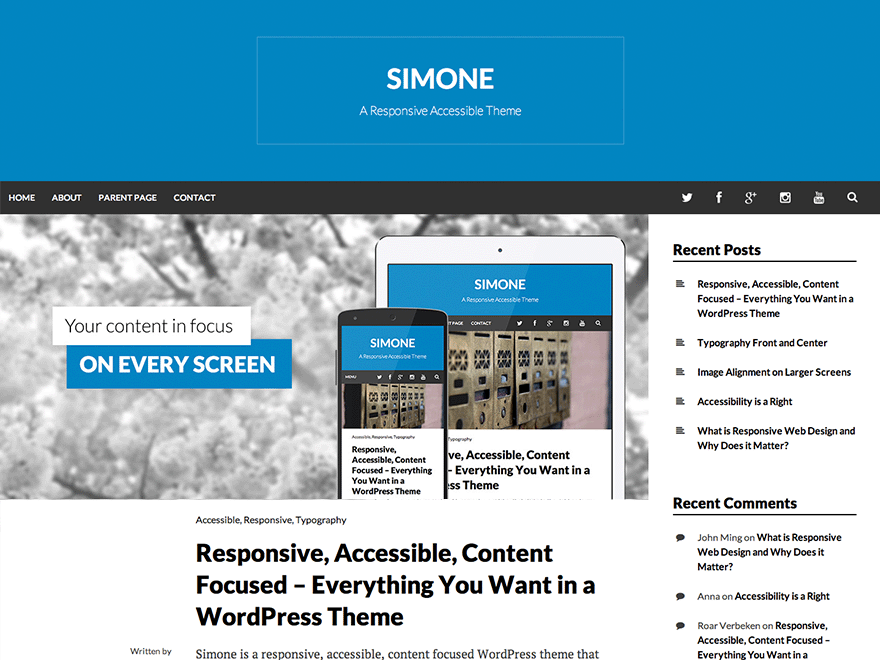 SIMONE
A Responsive Accessible Theme
HOME ABOUT PARENT PAGE CONTACT
You Tube
Your content in focus
ON EVERY SCREEN
SIMONE
A Responsive Accessible Theme
T PAGE CONTACT
Typography
ve, Accessible, Content
– Everything You Want in a
ss Theme
SIMONE
A Responsive Accessible Theme
MENU
Accessible, Responsive, Typography
Responsive,
Accessible, Content
Focused – Everything
You Want in a
WordPress Theme
Accessible, Responsive, Typography
Responsive, Accessible, Content
Focused – Everything You Want in a
WordPress Theme
Written by
Simone is a responsive, accessible, content focused WordPress theme that
Recent Posts
Responsive, Accessible, Content
Focused – Everything You Want in a
WordPress Theme
Typography Front and Center
Image Alignment on Larger Screens
Accessibility is a Right
What is Responsive Web Design and
Why Does it Matter?
Recent Comments
John Ming on What is Responsive
Web Design and Why Does it
Matter?
Anna on Accessibility is a Right
Roar Verbeken on Responsive,
Accessible, Content Focused –
Everything You Want in a